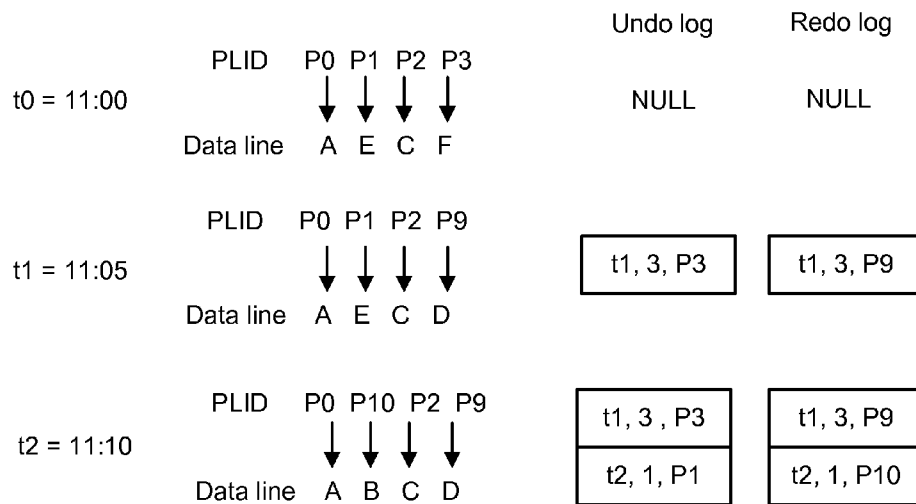 Undo log Redo log
PLID P0 P1 P2 P3
t0 = 11:00 NULL NULL
Data line A E C F
PLID P0 P1 P2 P9
t1 = 11:05 t1, 3, P3 t1, 3, P9
Data line A E C D
PLID P0 P10 P2 P9
t1, 3 , P3 t1, 3, P9
t2 = 11:10
t2, 1, P1 t2, 1, P10
Data line A B C D